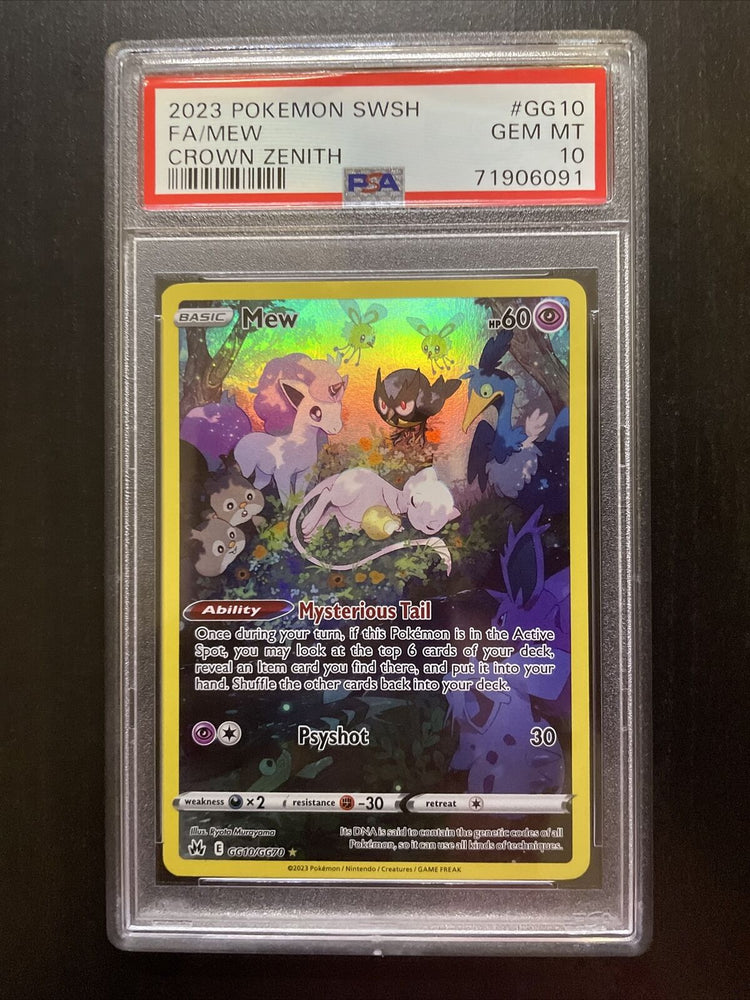 2023 POKEMON SWSH #GG10
FA/MEW GEM MT
CROWN ZENITH 10
PSA 71906091
BASIC Mew HP60
Ability Mysterious Tail
Once during your turn, if this Pokémon is in the Active
Spot, you may look at the top 6 cards of your deck,
reveal an Item card you find there, and put it into your
hand. Shuffle the other cards back into your deck.
Psyshot 30
weakness ×2 resistance -30 retreat
Illus. Ryota Murayama
Its DNA is said to contain the genetic codes of all
Pokémon, so it can use all kinds of techniques.
E GG10/GG70
©2023 Pokémon / Nintendo / Creatures / GAME FREAK